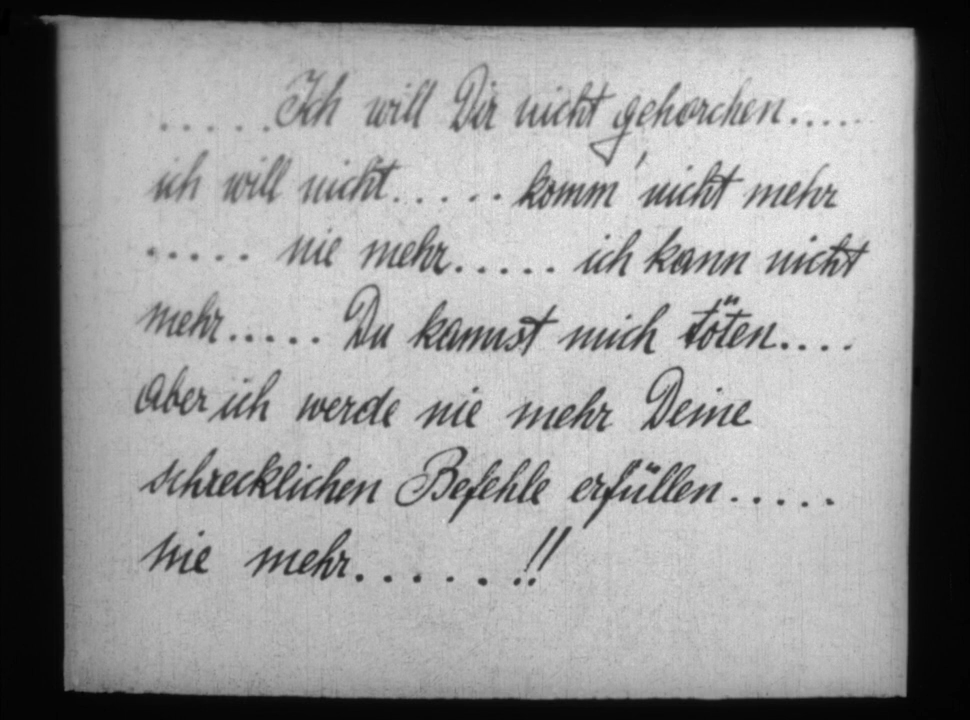 .....Ich will Dir nicht gehorchen.....
ich will nicht..... komm' nicht mehr
..... nie mehr..... ich kann nicht
mehr..... Du kannst mich töten....
aber ich werde nie mehr Deine
schrecklichen Befehle erfüllen.....
nie mehr......!!